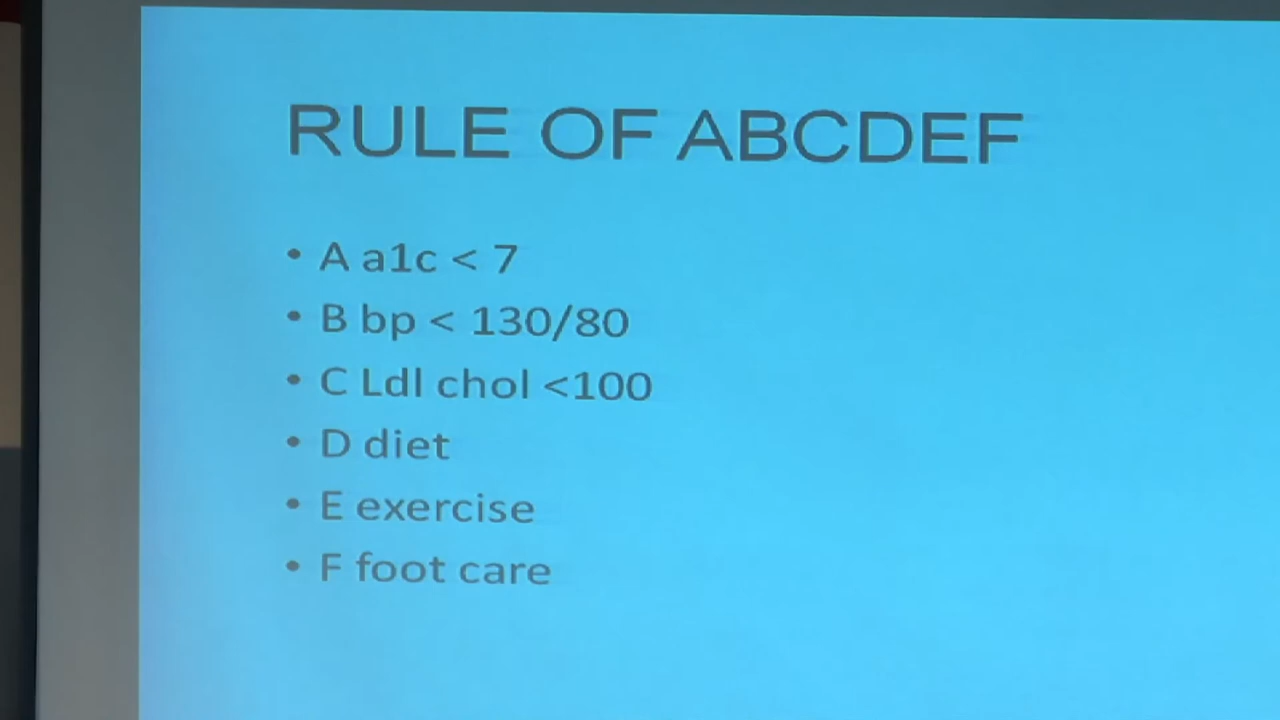 RULE OF ABCDEF
• A a1c < 7
• B bp < 130/80
• C Ldl chol <100
• D diet
• E exercise
• F foot care